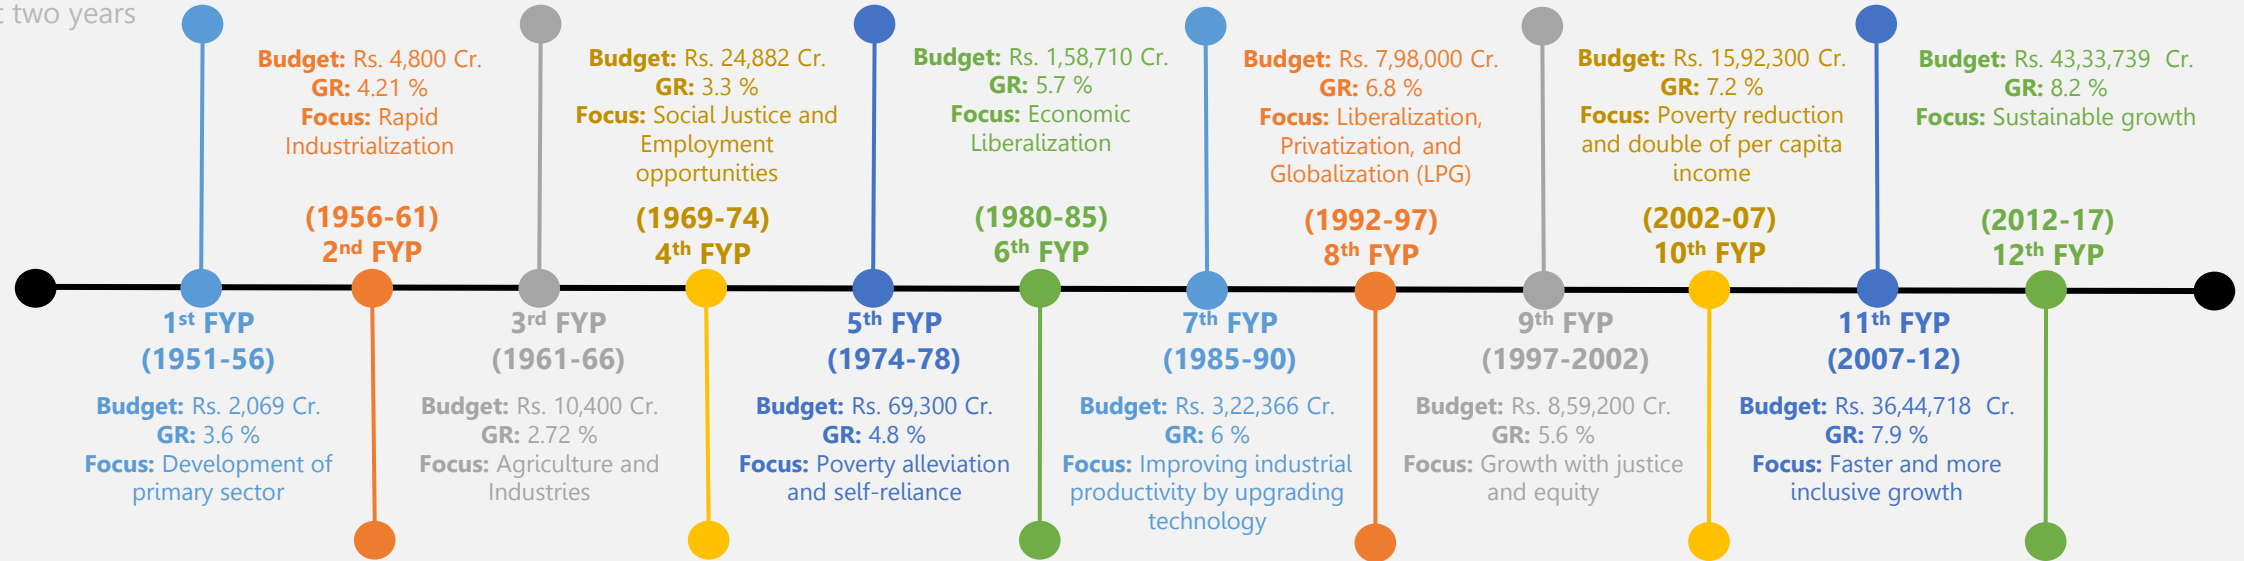 two years
Budget: Rs. 4,800 Cr.
GR: 4.21 %
Focus: Rapid
Industrialization
(1956-61)
2nd FYP
Budget: Rs. 24,882 Cr.
GR: 3.3 %
Focus: Social Justice and
Employment
opportunities
(1969-74)
4th FYP
Budget: Rs. 1,58,710 Cr.
GR: 5.7 %
Focus: Economic
Liberalization
(1980-85)
6th FYP
Budget: Rs. 7,98,000 Cr.
GR: 6.8 %
Focus: Liberalization,
Privatization, and
Globalization (LPG)
(1992-97)
8th FYP
Budget: Rs. 15,92,300 Cr.
GR: 7.2 %
Focus: Poverty reduction
and double of per capita
income
(2002-07)
10th FYP
Budget: Rs. 43,33,739 Cr.
GR: 8.2 %
Focus: Sustainable growth
(2012-17)
12th FYP
1st FYP
(1951-56)
Budget: Rs. 2,069 Cr.
GR: 3.6 %
Focus: Development of
primary sector
3rd FYP
(1961-66)
Budget: Rs. 10,400 Cr.
GR: 2.72 %
Focus: Agriculture and
Industries
5th FYP
(1974-78)
Budget: Rs. 69,300 Cr.
GR: 4.8 %
Focus: Poverty alleviation
and self-reliance
7th FYP
(1985-90)
Budget: Rs. 3,22,366 Cr.
GR: 6 %
Focus: Improving industrial
productivity by upgrading
technology
9th FYP
(1997-2002)
Budget: Rs. 8,59,200 Cr.
GR: 5.6 %
Focus: Growth with justice
and equity
11th FYP
(2007-12)
Budget: Rs. 36,44,718 Cr.
GR: 7.9 %
Focus: Faster and more
inclusive growth